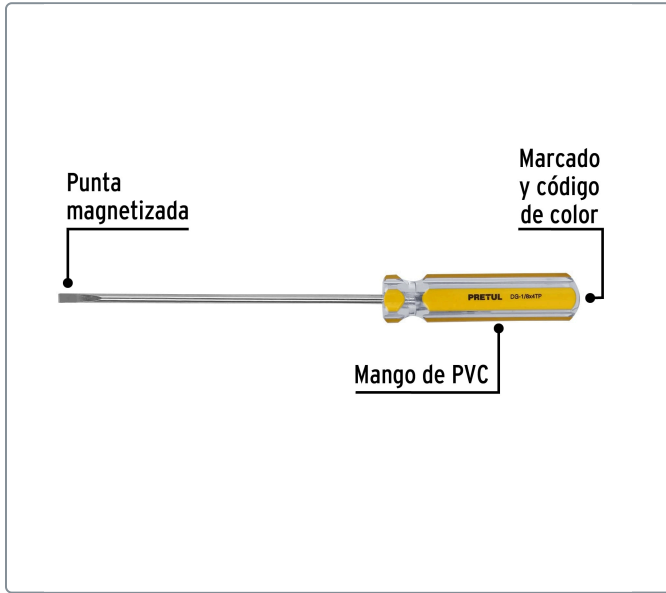 Punta
magnetizada
Marcado
y código
de color
PRETUL DG-1/8x4TP
Mango de PVC